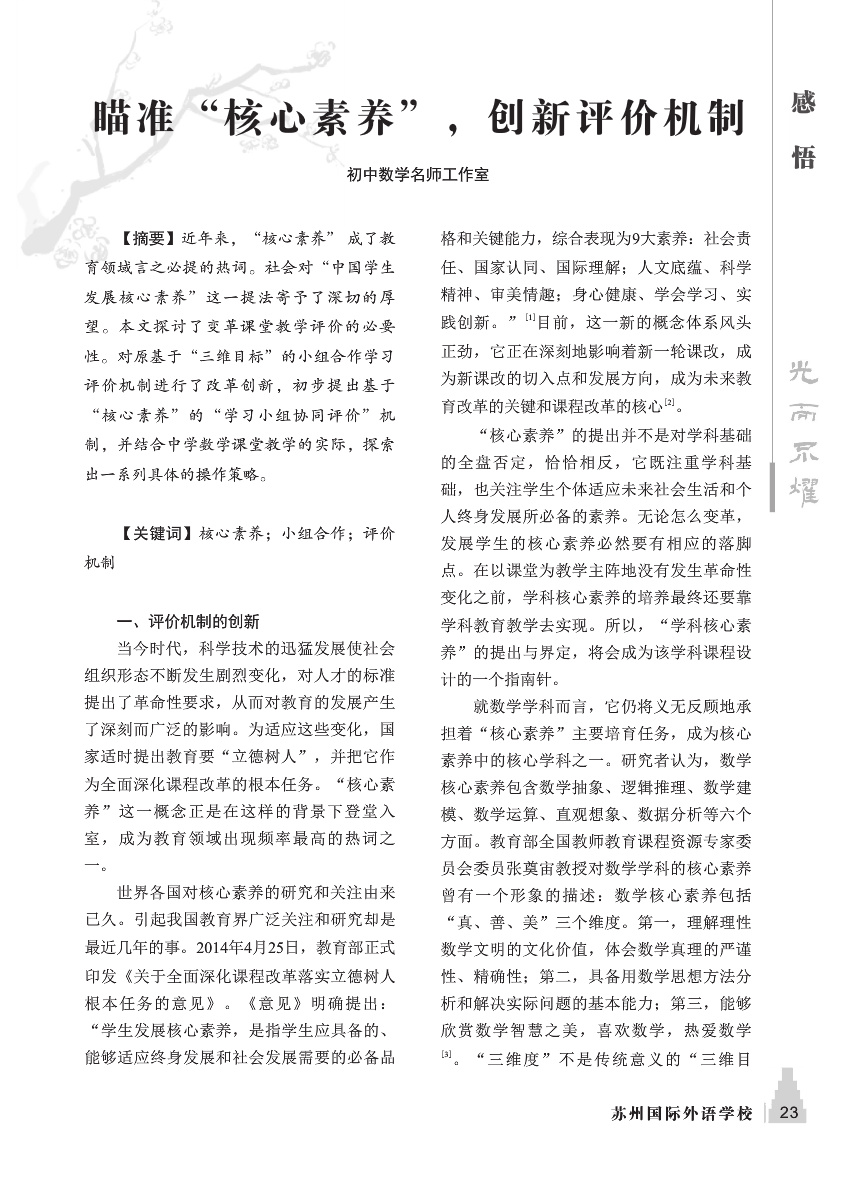 瞄准“核心素养”，创新评价机制
初中数学名师工作室
【摘要】近年来，“核心素养” 成了教
育领域言之必提的热词。社会对“中国学生
发展核心素养”这一提法寄予了深切的厚
望。本文探讨了变革课堂教学评价的必要
性。对原基于“三维目标”的小组合作学习
评价机制进行了改革创新，初步提出基于
“核心素养”的“学习小组协同评价”机
制，并结合中学数学课堂教学的实际，探索
出一系列具体的操作策略。
【关键词】核心素养；小组合作；评价
机制
一、评价机制的创新
当今时代，科学技术的迅猛发展使社会
组织形态不断发生剧烈变化，对人才的标准
提出了革命性要求，从而对教育的发展产生
了深刻而广泛的影响。为适应这些变化，国
家适时提出教育要“立德树人”，并把它作
为全面深化课程改革的根本任务。“核心素
养”这一概念正是在这样的背景下登堂入
室，成为教育领域出现频率最高的热词之
一。
世界各国对核心素养的研究和关注由来
已久。引起我国教育界广泛关注和研究却是
最近几年的事。2014年4月25日，教育部正式
印发《关于全面深化课程改革落实立德树人
根本任务的意见》。《意见》明确提出：
“学生发展核心素养，是指学生应具备的、
能够适应终身发展和社会发展需要的必备品
格和关键能力，综合表现为9大素养：社会责
任、国家认同、国际理解；人文底蕴、科学
精神、审美情趣；身心健康、学会学习、实
践创新。”[1]目前，这一新的概念体系风头
正劲，它正在深刻地影响着新一轮课改，成
为新课改的切入点和发展方向，成为未来教
育改革的关键和课程改革的核心[2]。
“核心素养”的提出并不是对学科基础
的全盘否定，恰恰相反，它既注重学科基
础，也关注学生个体适应未来社会生活和个
人终身发展所必备的素养。无论怎么变革，
发展学生的核心素养必然要有相应的落脚
点。在以课堂为教学主阵地没有发生革命性
变化之前，学科核心素养的培养最终还要靠
学科教育教学去实现。所以，“学科核心素
养”的提出与界定，将会成为该学科课程设
计的一个指南针。
就数学学科而言，它仍将义无反顾地承
担着“核心素养”主要培育任务，成为核心
素养中的核心学科之一。研究者认为，数学
核心素养包含数学抽象、逻辑推理、数学建
模、数学运算、直观想象、数据分析等六个
方面。教育部全国教师教育课程资源专家委
员会委员张奠宙教授对数学学科的核心素养
曾有一个形象的描述：数学核心素养包括
“真、善、美”三个维度。第一，理解理性
数学文明的文化价值，体会数学真理的严谨
性、精确性；第二，具备用数学思想方法分
析和解决实际问题的基本能力；第三，能够
欣赏数学智慧之美，喜欢数学，热爱数学
[3]。“三维度”不是传统意义的“三维目
感悟
光而不耀
苏州国际外语学校
23